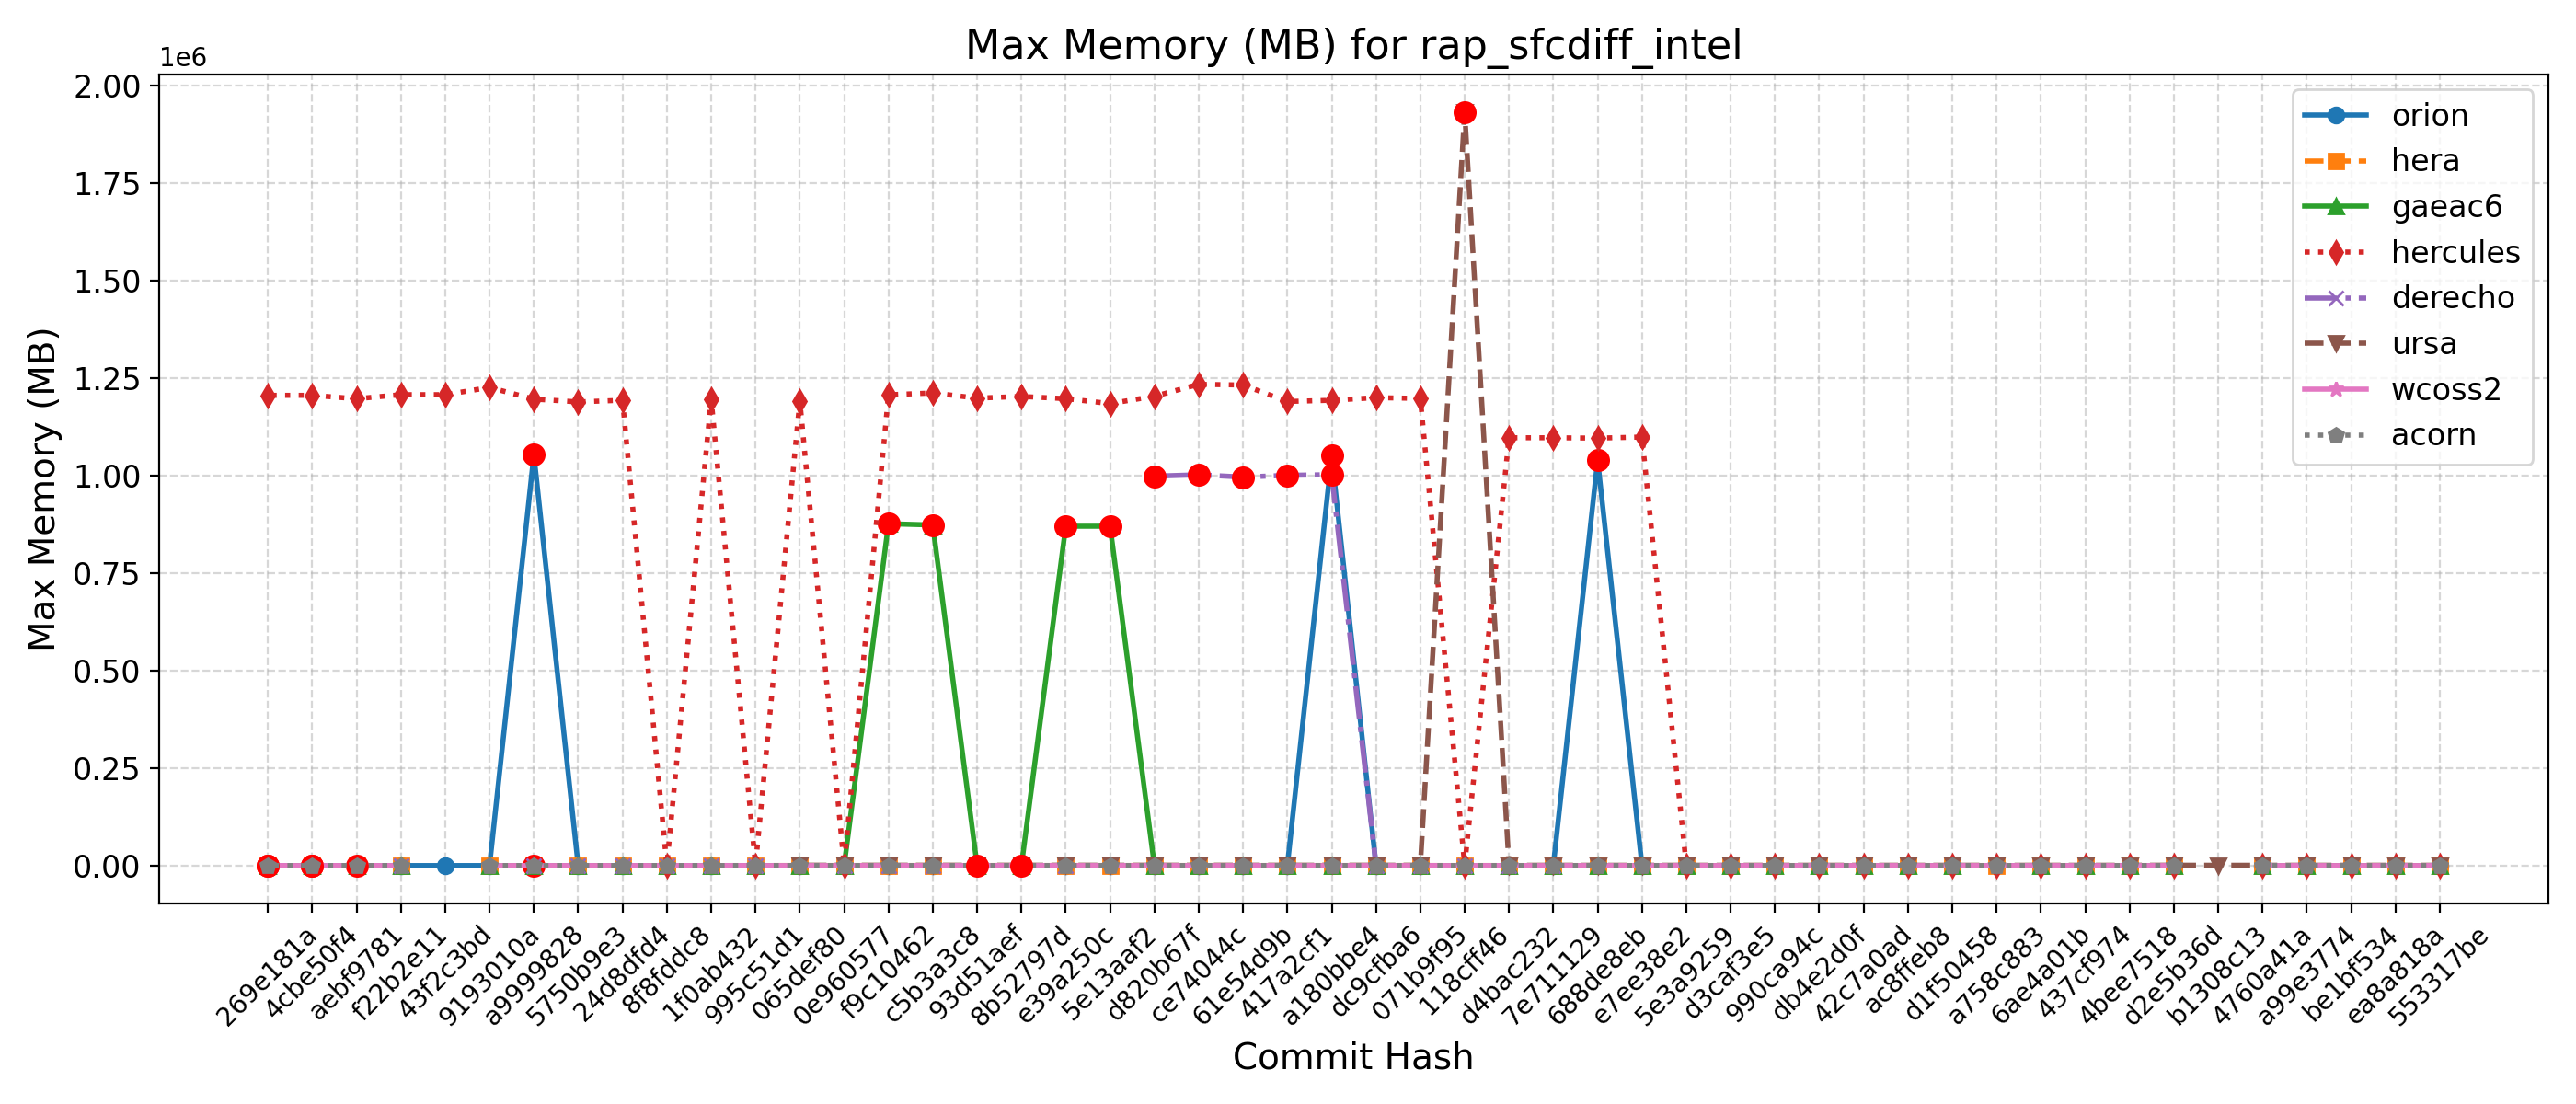 Max Memory (MB) for rap_sfcdiff_intel
1e6
2.00
1.75
1.50
1.25
1.00
0.75
0.50
0.25
0.00
Max Memory (MB)
orion
hera
gaeac6
hercules
derecho
ursa
wcoss2
acorn
269e181a
4cbe50f4
aebf9781
f22b2e11
43f2c3bd
9193010a
a9999828
5750b9e3
24d8dfd4
8f8fddc8
1f0ab432
995c51d1
065def80
0e960577
f9c10462
c5b3a3c8
93d51aef
8b52797d
e39a250c
5e13aaf2
d820b67f
ce74044c
61e54d9b
417a2cf1
a180bbe4
dc9cfba6
071b9f95
118cff46
d4bac232
7e711129
688de8eb
e7ee38e2
5e3a9259
d3caf3e5
990ca94c
db4e2d0f
42c7a0ad
ac8ffeb8
d1f50458
a758c883
6ae4a01b
437cf974
4bee7518
d2e5b36d
b1308c13
4760a41a
a99e3774
be1bf534
ea8a818a
553317be
Commit Hash